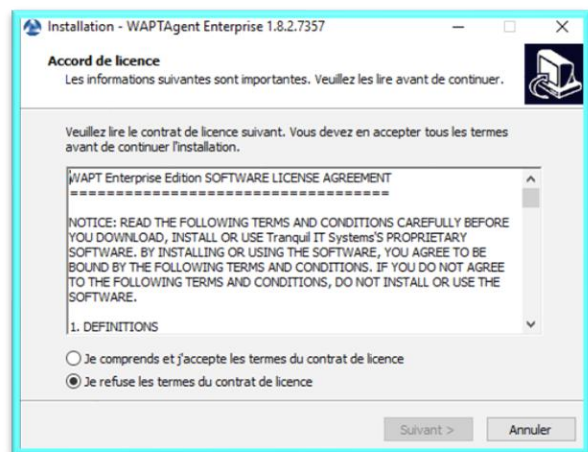 Installation - WAPTAgent Enterprise 1.8.2.7357
Accord de licence
Les informations suivantes sont importantes. Veuillez les lire avant de continuer.
Veuillez lire le contrat de licence suivant. Vous devez en accepter tous les termes
avant de continuer l'installation.
WAPT Enterprise Edition SOFTWARE LICENSE AGREEMENT
====================================
NOTICE: READ THE FOLLOWING TERMS AND CONDITIONS CAREFULLY BEFORE
YOU DOWNLOAD, INSTALL OR USE Tranquil IT Systems'S PROPRIETARY
SOFTWARE. BY INSTALLING OR USING THE SOFTWARE, YOU AGREE TO BE
BOUND BY THE FOLLOWING TERMS AND CONDITIONS. IF YOU DO NOT AGREE
TO THE FOLLOWING TERMS AND CONDITIONS, DO NOT INSTALL OR USE THE
SOFTWARE.
1. DEFINITIONS
Je comprends et j'accepte les termes du contrat de licence
Je refuse les termes du contrat de licence
Suivant >
Annuler